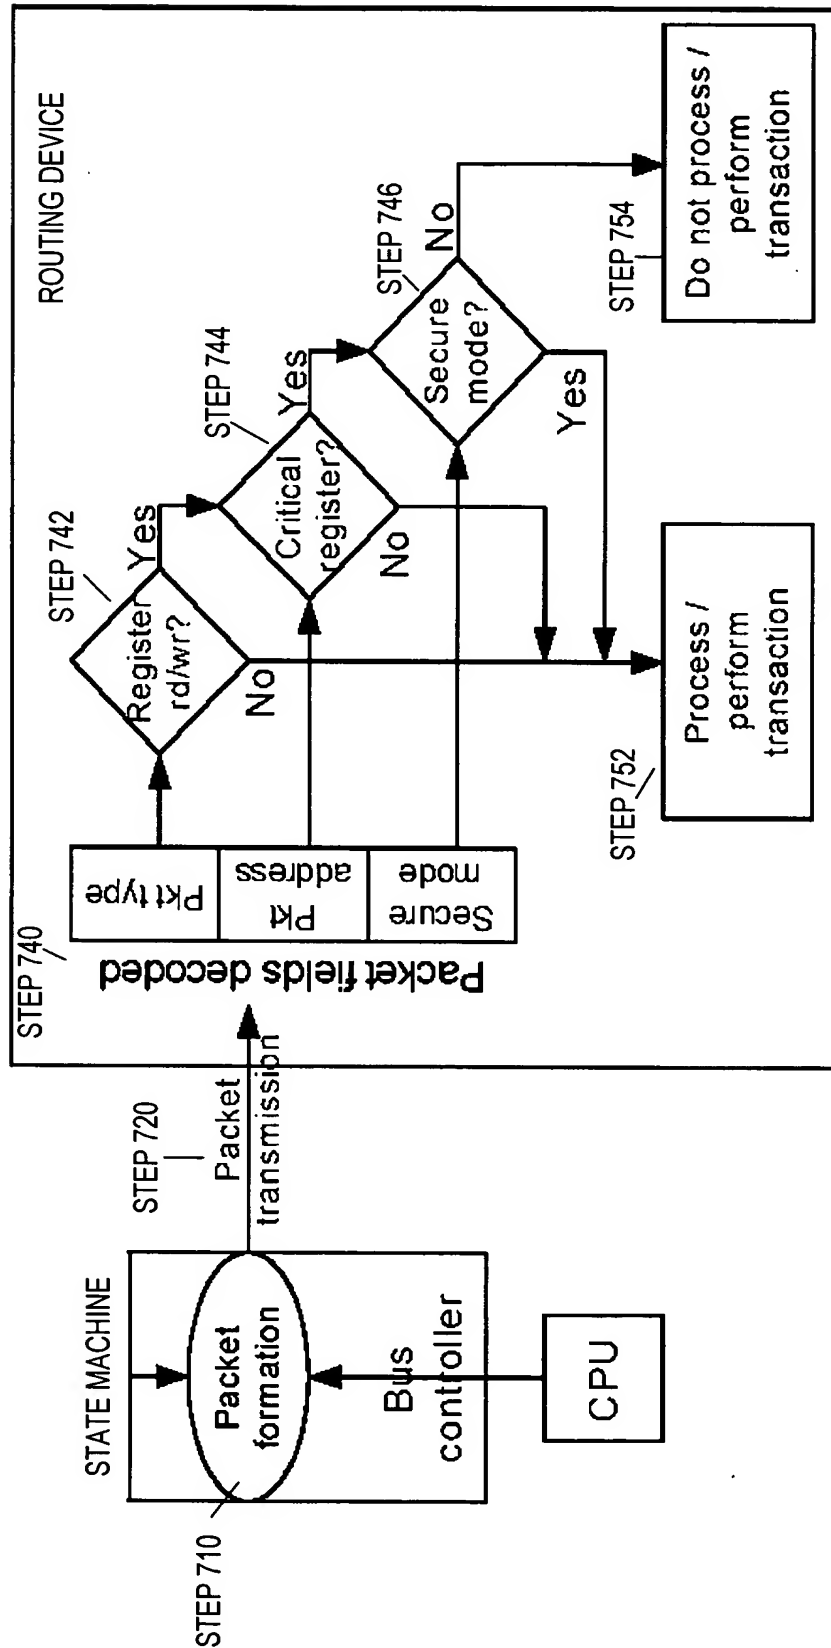 STATE MACHINE
STEP 710
Packet
formation
Bus
controller
CPU
STEP 720
Packet
transmission
ROUTING DEVICE
STEP 740
Packet fields decoded
Pkt type
Pkt
address
Secure
mode
STEP 742
Register
rd/wr?
Yes
No
STEP 744
Critical
register?
Yes
No
STEP 746
Secure
mode?
No
Yes
STEP 752
Process /
perform
transaction
STEP 754
Do not process /
perform
transaction